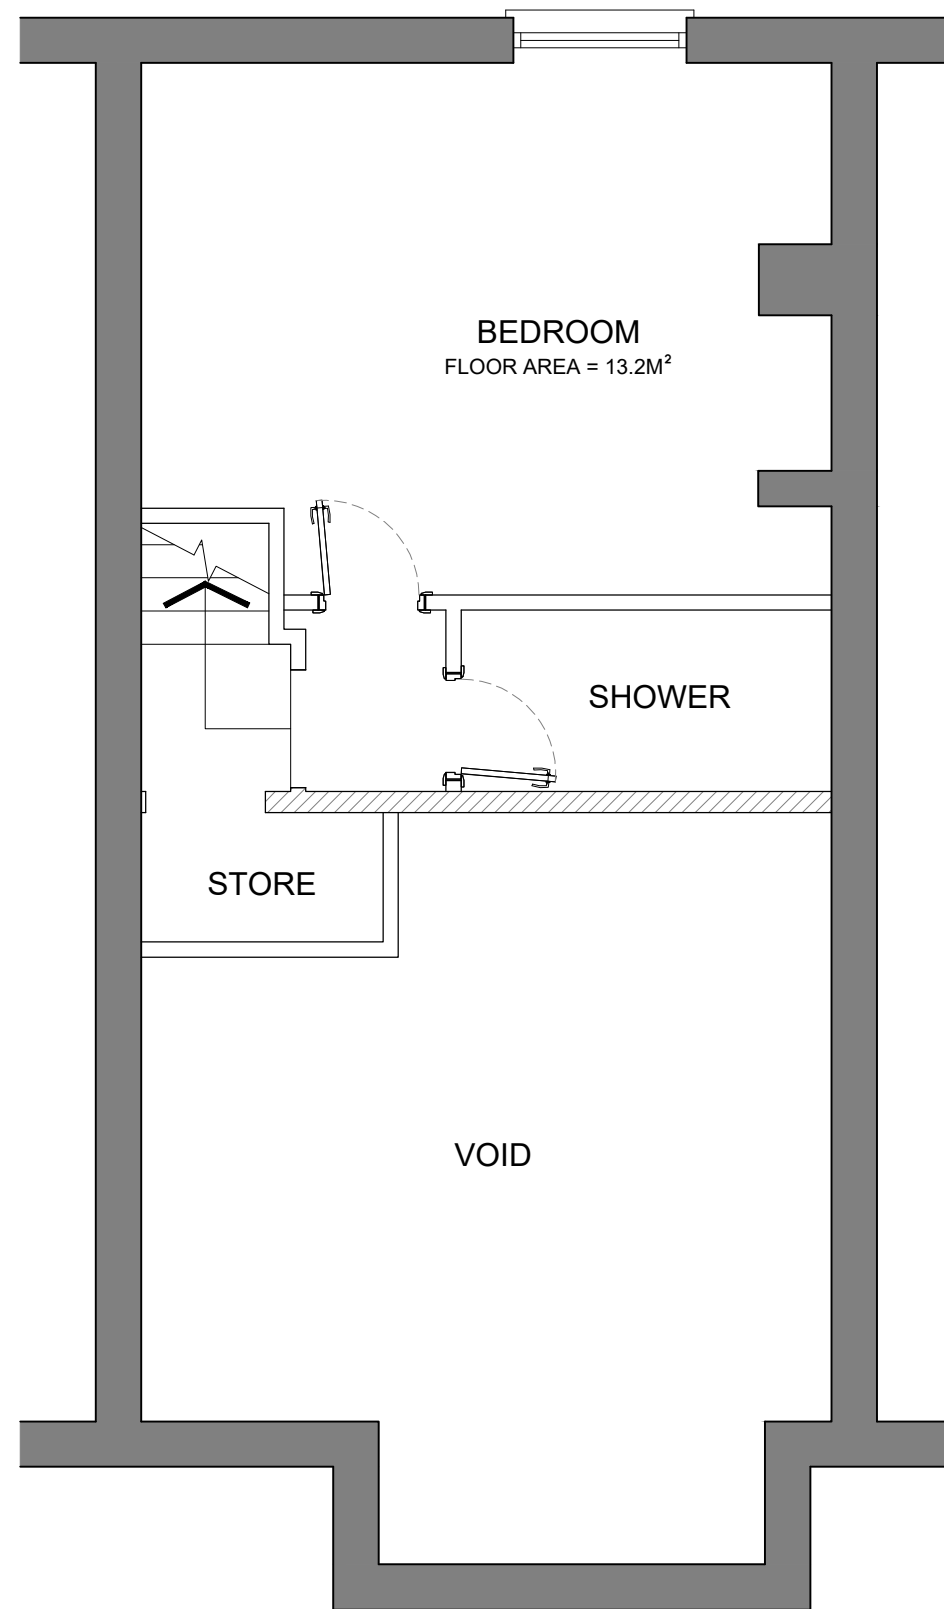 BEDROOM
FLOOR AREA = 13.2M²
SHOWER
STORE
VOID